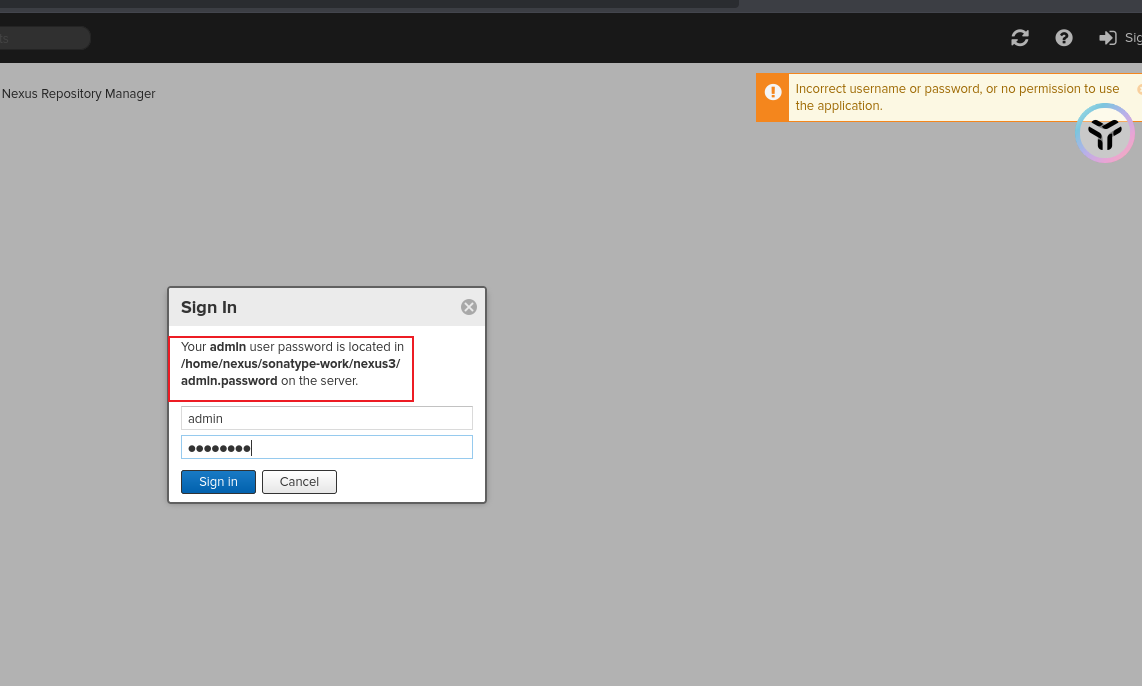 ts
Sig
Nexus Repository Manager
Incorrect username or password, or no permission to use
the application.
Sign In
Your admin user password is located in
/home/nexus/sonatype-work/nexus3/
admin.password on the server.
admin
●●●●●●●●
Sign in
Cancel